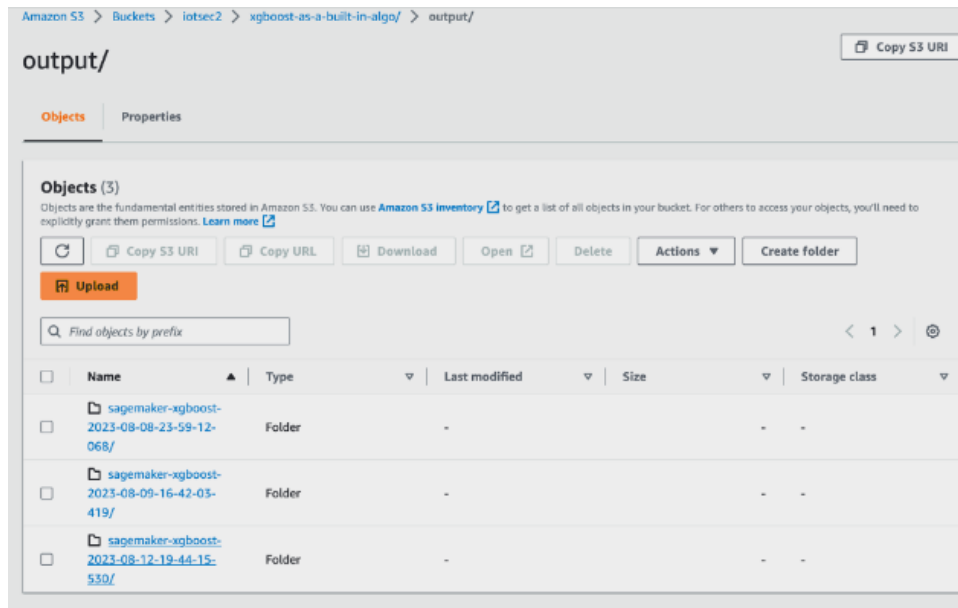 Amazon S3 > Buckets > iotsec2 > xgboost-as-a-built-in-algo/ > output/
output/
Copy S3 URI
Objects Properties
Objects (3)
Objects are the fundamental entities stored in Amazon S3. You can use Amazon S3 inventory to get a list of all objects in your bucket. For others to access your objects, you'll need to
explicitly grant them permissions. Learn more
Copy S3 URI Copy URL Download Open Delete Actions Create folder
Upload
Find objects by prefix
< 1 >
Name Type Last modified Size Storage class
sagemaker-xgboost-
2023-08-08-23-59-12- Folder - - -
068/
sagemaker-xgboost-
2023-08-09-16-42-03- Folder - - -
419/
sagemaker-xgboost-
2023-08-12-19-44-15- Folder - - -
530/